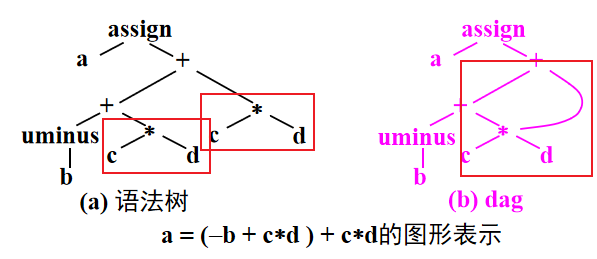 assign assign
a + a +
+ * + 
uminus * c d uminus *
c d c d
b b
(a) 语法树 (b) dag
a = (–b + c*d ) + c*d的图形表示